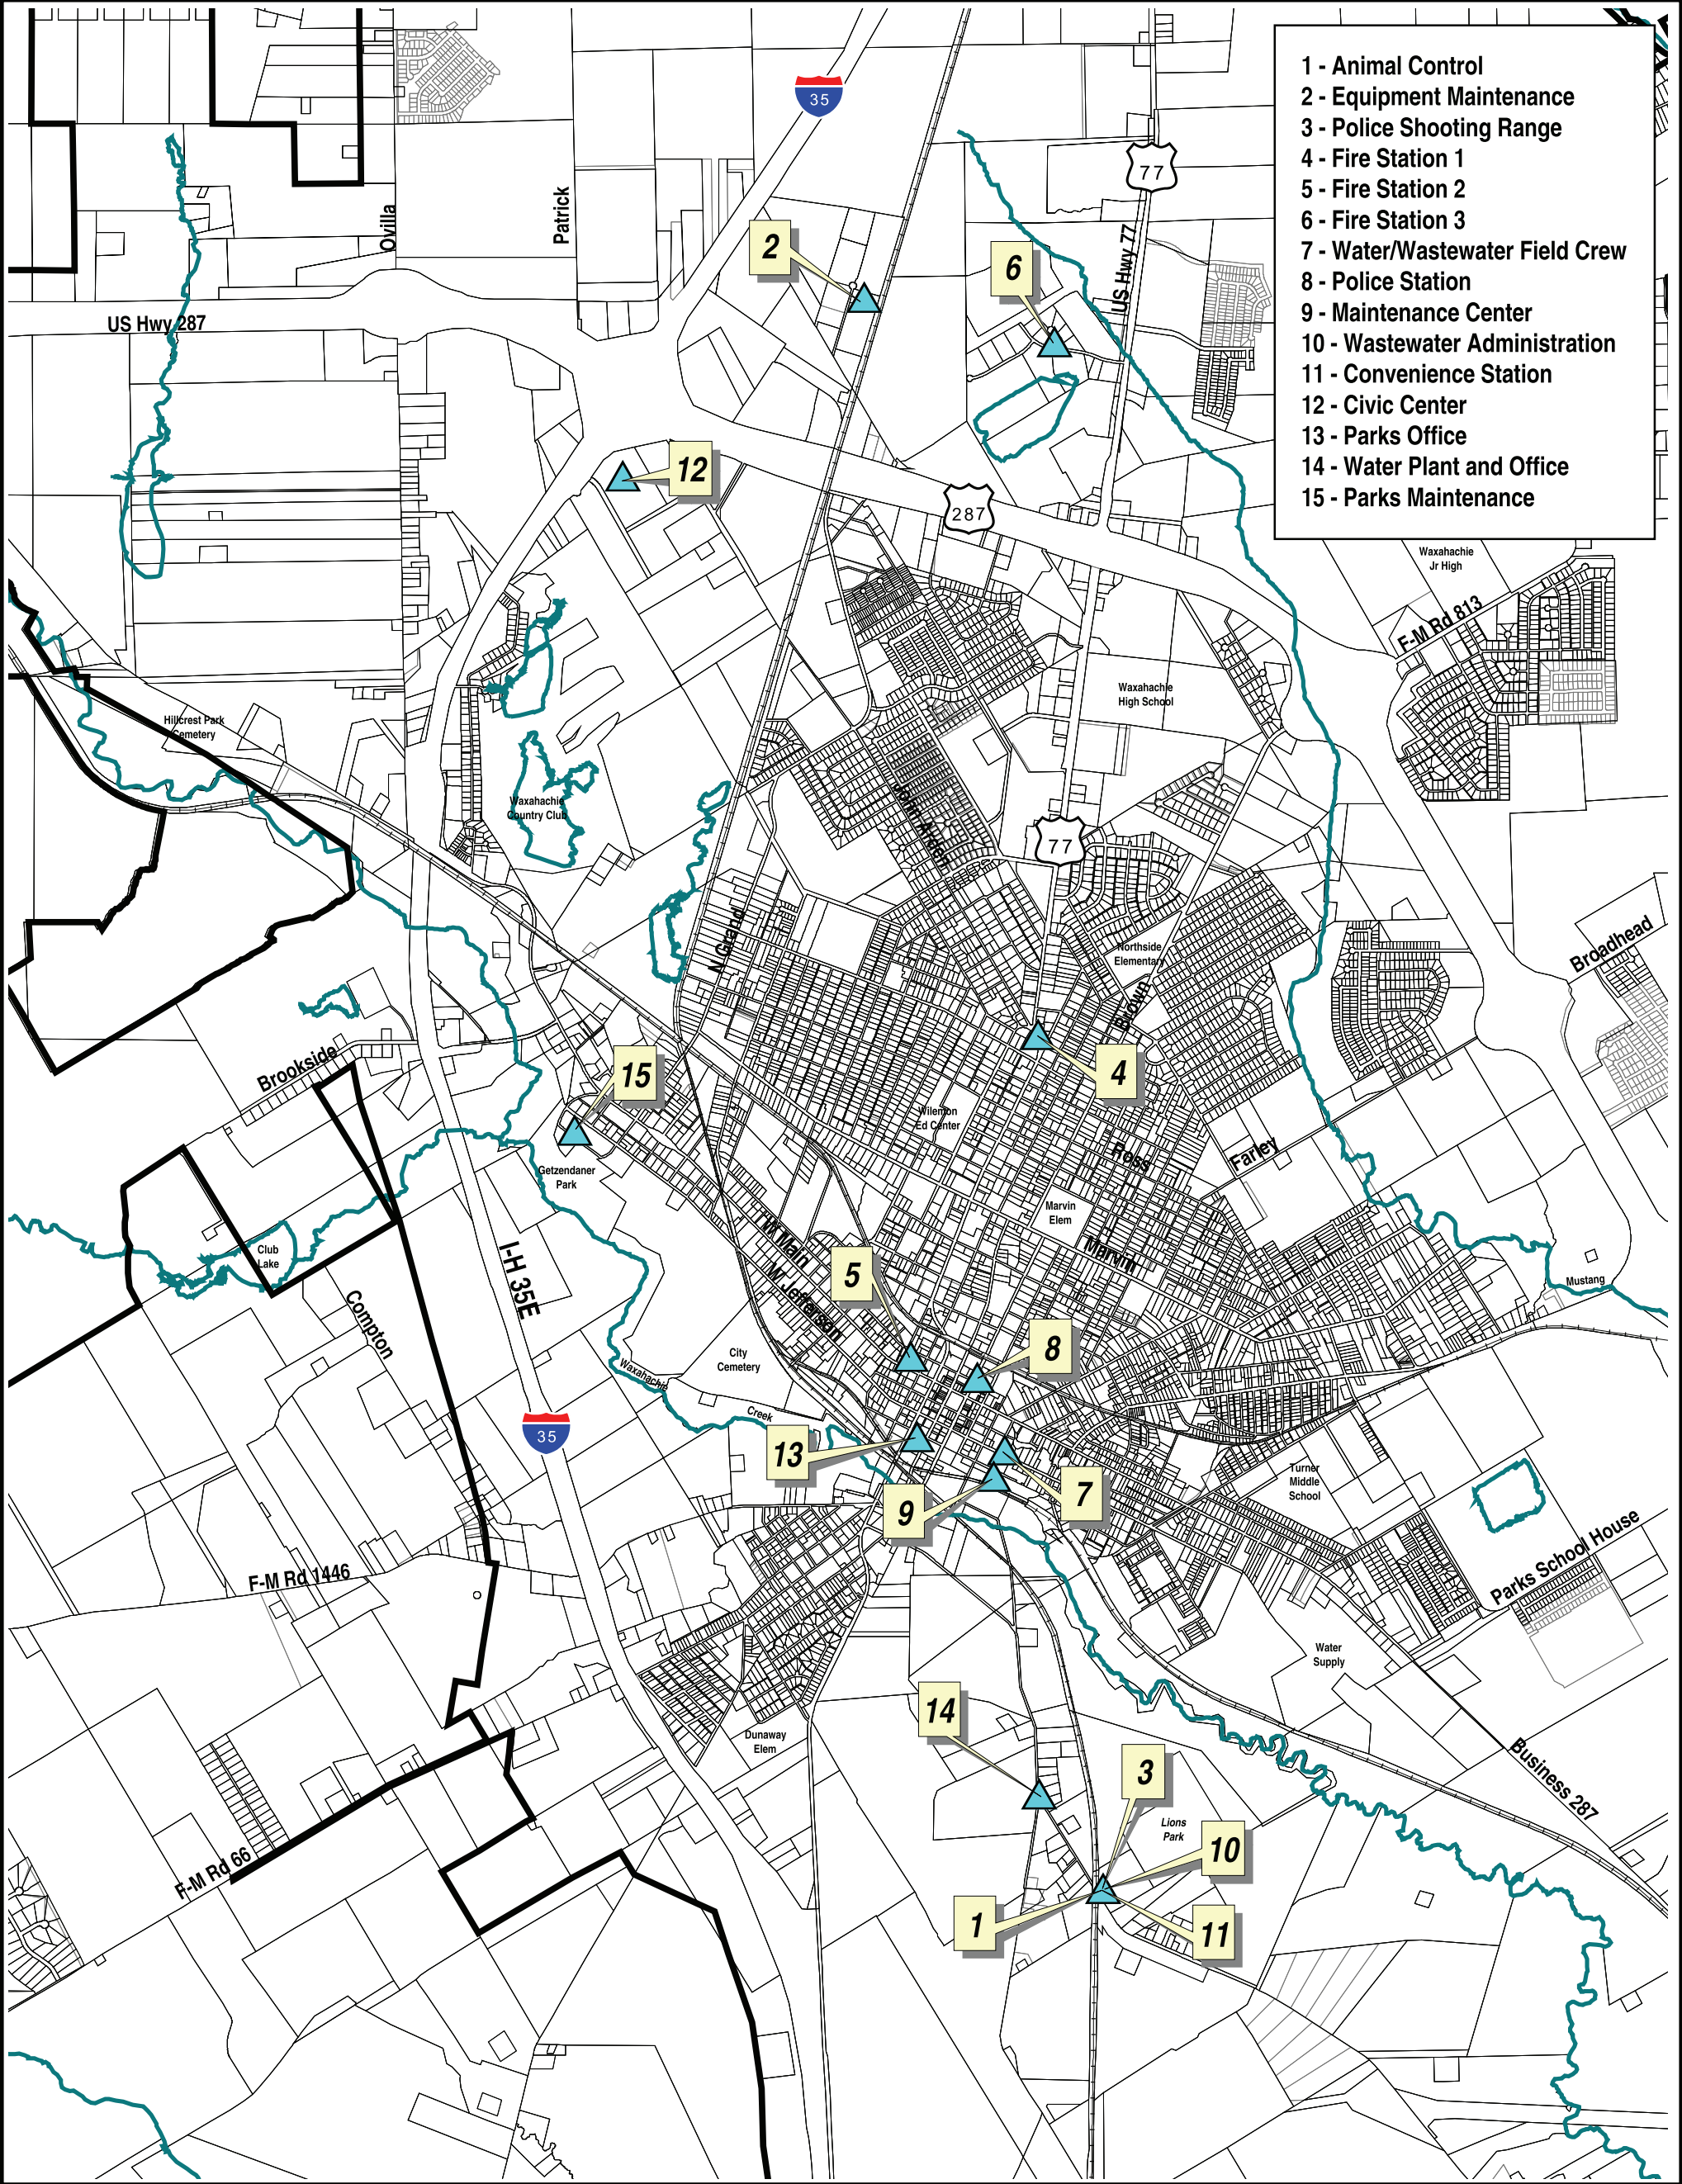 1 - Animal Control
2 - Equipment Maintenance
3 - Police Shooting Range
4 - Fire Station 1
5 - Fire Station 2
6 - Fire Station 3
7 - Water/Wastewater Field Crew
8 - Police Station
9 - Maintenance Center
10 - Wastewater Administration
11 - Convenience Station
12 - Civic Center
13 - Parks Office
14 - Water Plant and Office
15 - Parks Maintenance
35
77
Ovilla
Patrick
2
6
US Hwy 77
US Hwy 287
12
287
Waxahachie
Jr High
F-M Rd 813
Waxahachie
High School
Hillcrest Park
Cemetery
Waxahachie
Country Club
John Arden
77
N Grand
Northside
Elementary
Broadhead
Brown
Brookside
15
4
Wilemon
Ed Center
Ross
Farley
Getzendaner
Park
Marvin
Elem
W Main
Marvin
Club
Lake
I-H 35E
5
W Jefferson
Mustang
Compton
8
City
Cemetery
Waxahachie
Creek
35
13
7
9
Turner
Middle
School
Parks School House
F-M Rd 1446
Water
Supply
14
Dunaway
Elem
3
Business 287
Lions
Park
10
F-M Rd 66
1
11